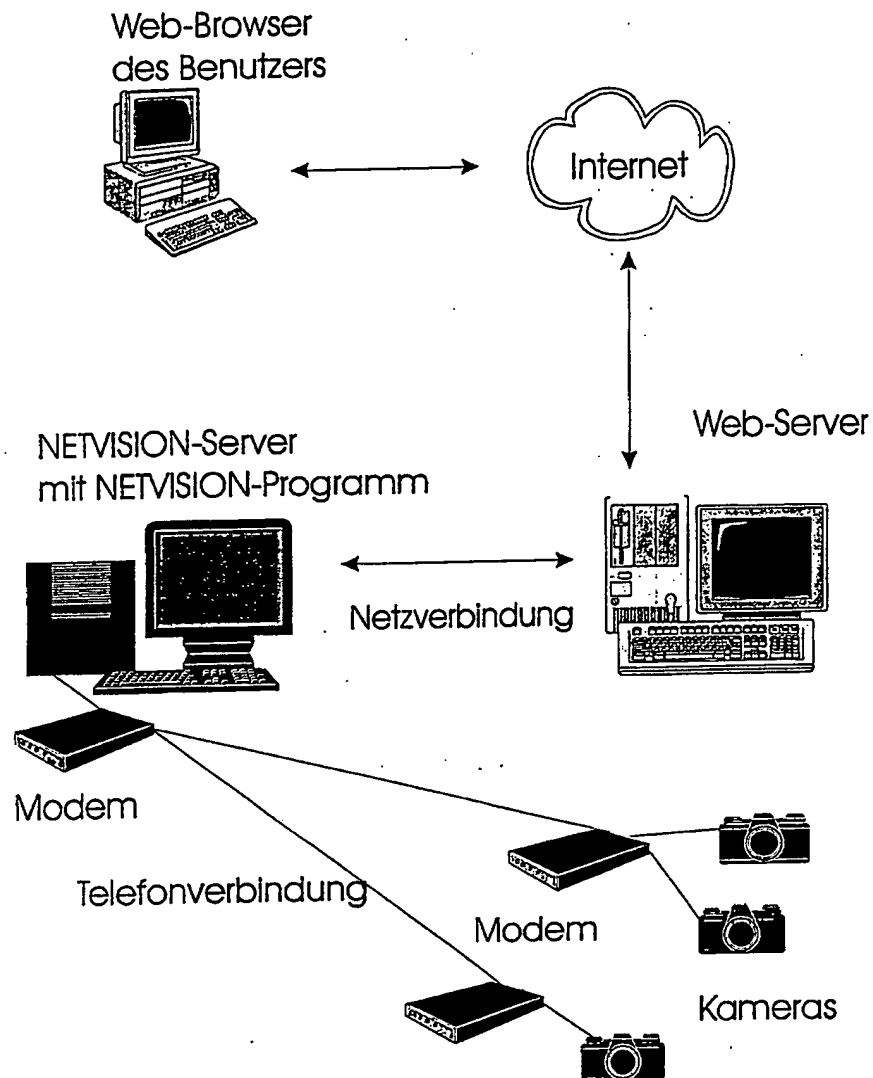 Web-Browser
des Benutzers
Internet
Web-Server
NETVISION-Server
mit NETVISION-Programm
Netzverbindung
Modem
Telefonverbindung
Modem
Kameras